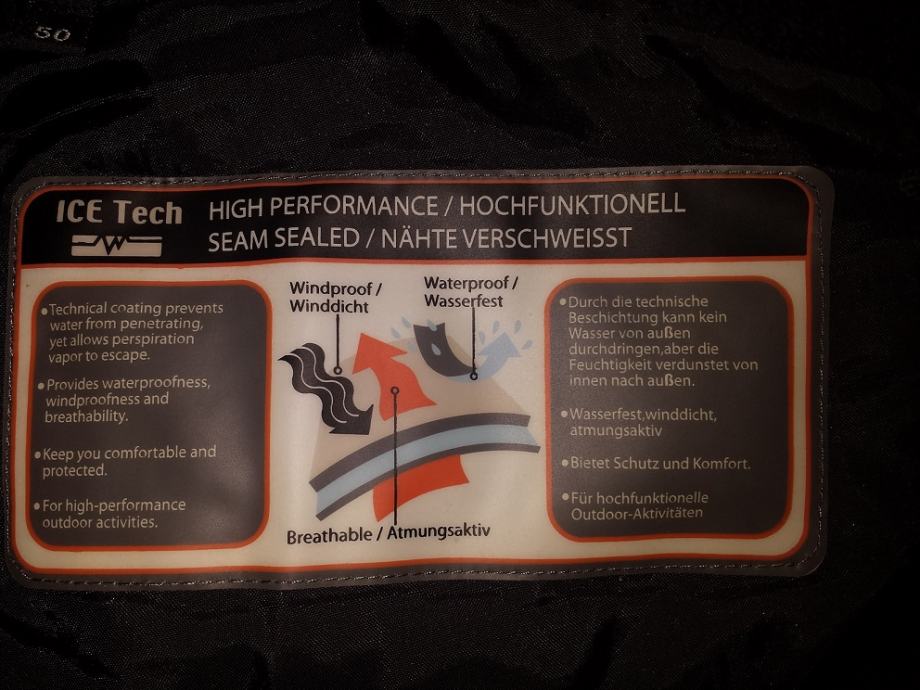 50
ICE Tech
HIGH PERFORMANCE / HOCHFUNKTIONELL
SEAM SEALED / NÄHTE VERSCHWEISST
•Technical coating prevents
water from penetrating,
yet allows perspiration
vapor to escape.
•Provides waterproofness,
windproofness and
breathability.
•Keep you comfortable and
protected.
•For high-performance
outdoor activities.
Windproof /
Winddicht
Waterproof /
Wasserfest
Breathable / Atmungsaktiv
•Durch die technische
Beschichtung kann kein
Wasser von außen
durchdringen,aber die
Feuchtigkeit verdunstet von
innen nach außen.
•Wasserfest,winddicht,
atmungsaktiv
•Bietet Schutz und Komfort.
•Für hochfunktionelle
Outdoor-Aktivitäten